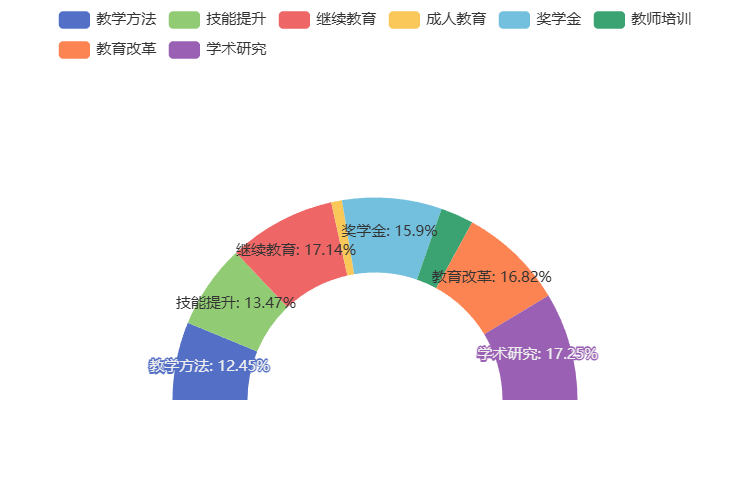 教学方法 技能提升 继续教育 成人教育 奖学金 教师培训
教育改革 学术研究
奖学金: 15.9%
继续教育: 17.14%
教育改革: 16.82%
技能提升: 13.47%
学术研究: 17.25%
教学方法: 12.45%